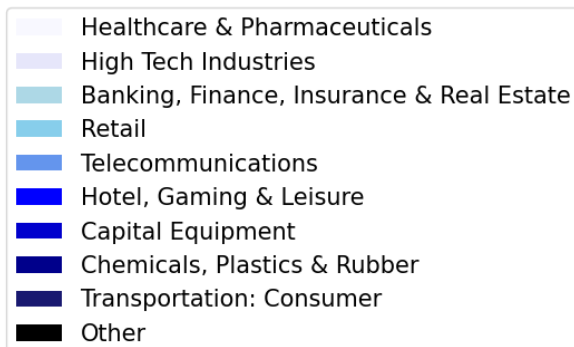 Healthcare & Pharmaceuticals
High Tech Industries
Banking, Finance, Insurance & Real Estate
Retail
Telecommunications
Hotel, Gaming & Leisure
Capital Equipment
Chemicals, Plastics & Rubber
Transportation: Consumer
Other